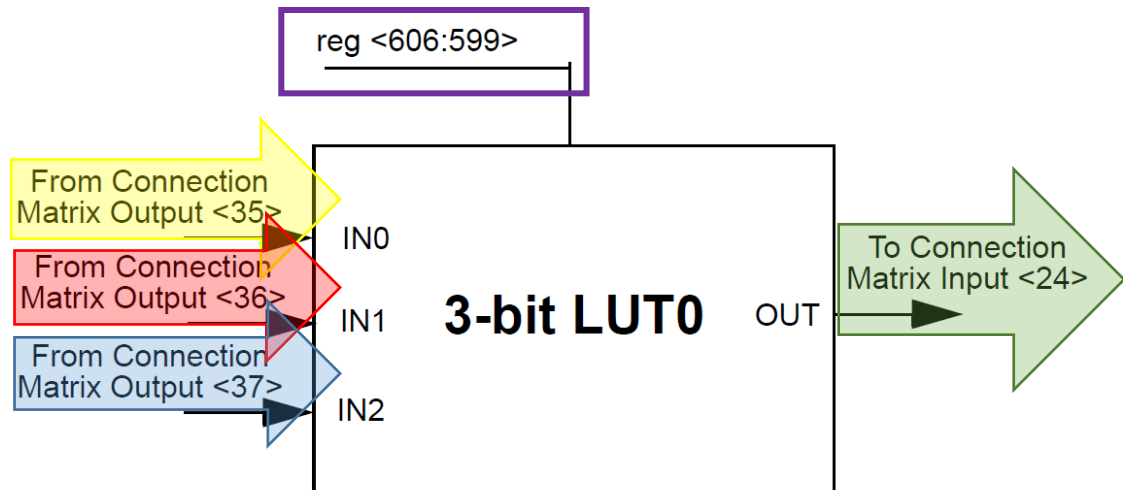 reg <606:599>
From Connection
Matrix Output <35>
IN0
From Connection
Matrix Output <36>
IN1
From Connection
Matrix Output <37>
IN2
3-bit LUT0
OUT
To Connection
Matrix Input <24>